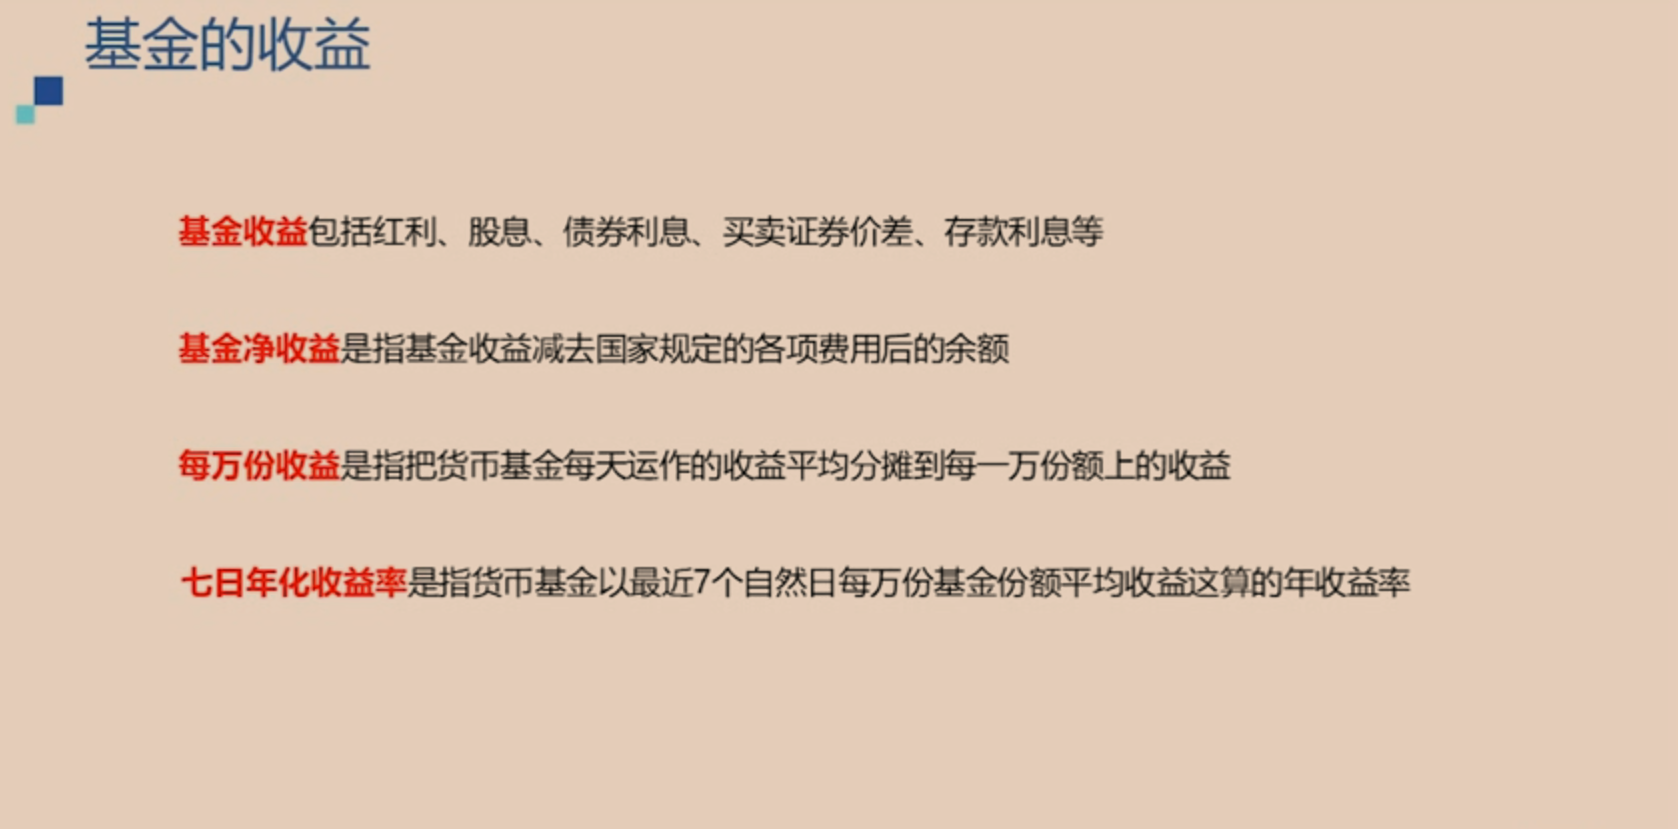 基金的收益
基金收益包括红利、股息、债券利息、买卖证券价差、存款利息等
基金净收益是指基金收益减去国家规定的各项费用后的余额
每万份收益是指把货币基金每天运作的收益平均分摊到每一万份额上的收益
七日年化收益率是指货币基金以最近7个自然日每万份基金份额平均收益这算的年收益率